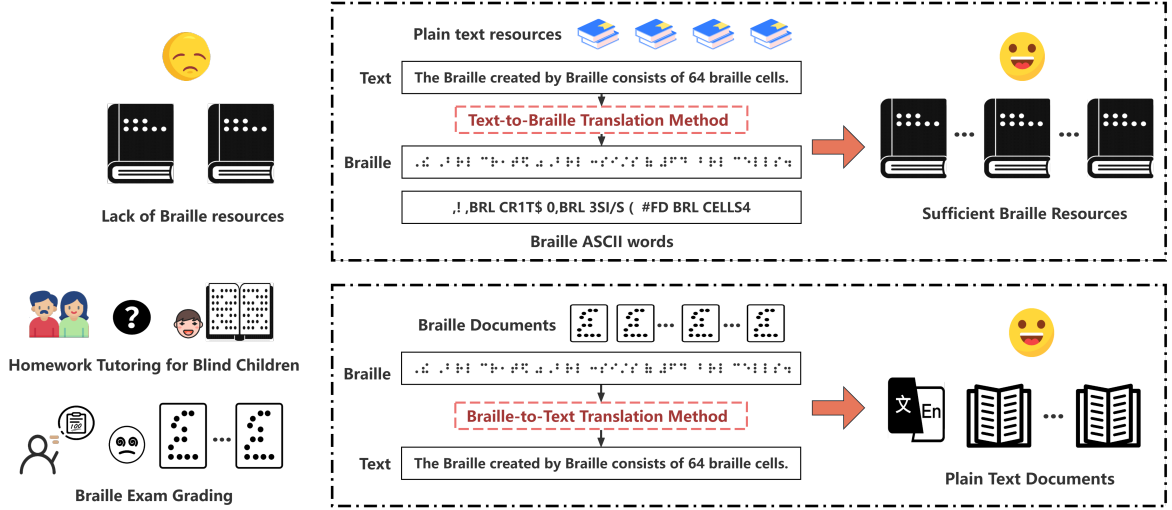 Lack of Braille resources
Plain text resources
Text
The Braille created by Braille consists of 64 braille cells.
Text-to-Braille Translation Method
Braille
,! ,BRL CR1T$ 0,BRL 3SI/S (  #FD BRL CELLS4
Braille ASCII words
Sufficient Braille Resources
?
Homework Tutoring for Blind Children
100
Braille Exam Grading
Braille Documents
Braille
Braille-to-Text Translation Method
Text
The Braille created by Braille consists of 64 braille cells.
文
En
Plain Text Documents